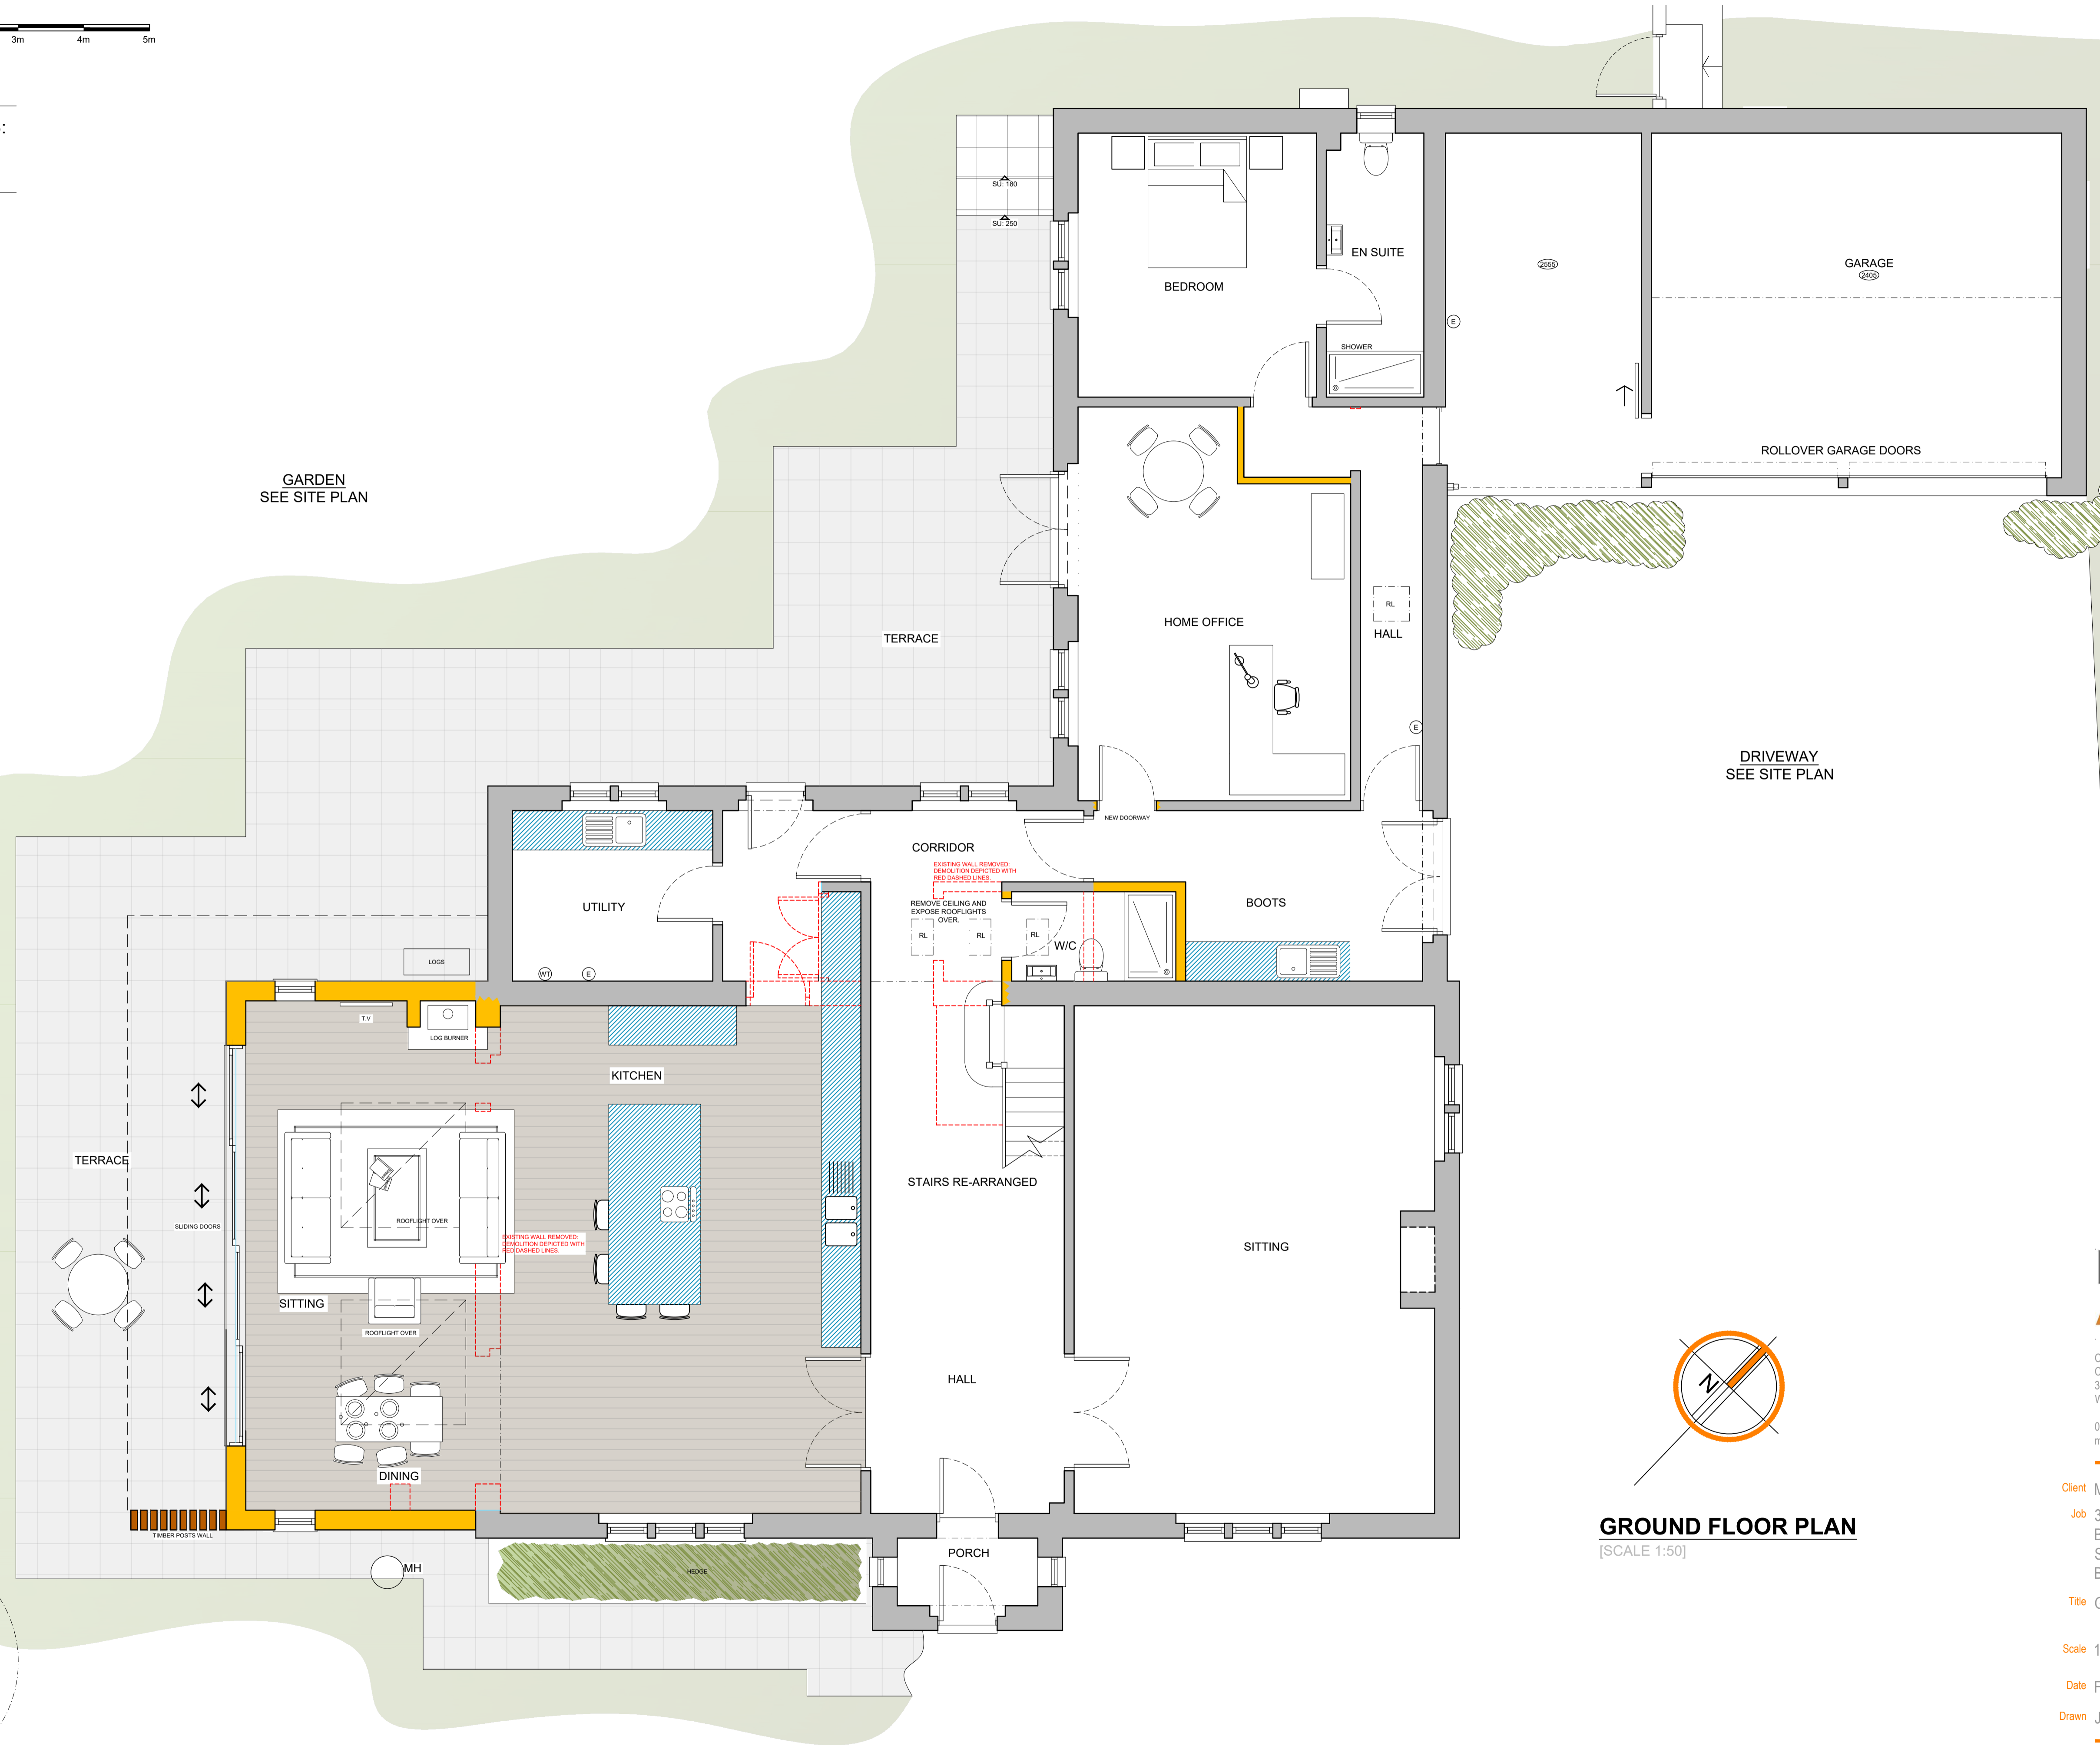 3m 4m 5m
SU: 180
SU: 250
EN SUITE
BEDROOM
SHOWER
2555
GARAGE
2405
E
ROLLOVER GARAGE DOORS
GARDEN
SEE SITE PLAN
TERRACE
HOME OFFICE
RL
HALL
E
DRIVEWAY
SEE SITE PLAN
NEW DOORWAY
CORRIDOR
EXISTING WALL REMOVED:
DEMOLITION DEPICTED WITH
RED DASHED LINES.
REMOVE CEILING AND
EXPOSE ROOFLIGHTS
OVER.
RL RL RL
W/C
BOOTS
UTILITY
WT E
LOGS
T.V
LOG BURNER
KITCHEN
TERRACE
SLIDING DOORS
ROOFLIGHT OVER
EXISTING WALL REMOVED:
DEMOLITION DEPICTED WITH
RED DASHED LINES.
STAIRS RE-ARRANGED
SITTING
SITTING
ROOFLIGHT OVER
HALL
DINING
TIMBER POSTS WALL
MH
HEDGE
PORCH
N
GROUND FLOOR PLAN
[SCALE 1:50]
Client
Job
Title
Scale 1
Date
Drawn